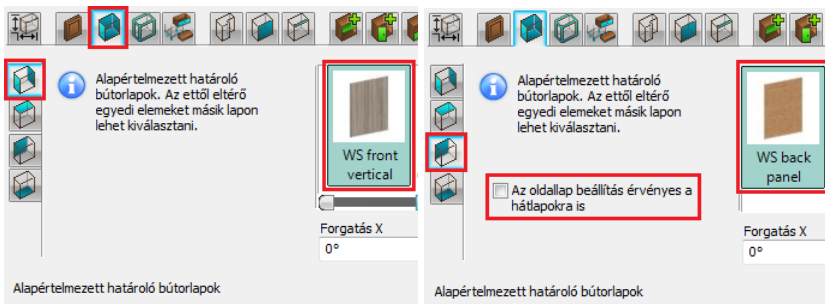 Alapértelmezett határoló
bútorlapok. Az ettől eltérő
egyedi elemeket másik lapon
lehet kiválasztani.
WS front
vertical
Forgatás X
0°
Alapértelmezett határoló bútorlapok
Alapértelmezett határoló
bútorlapok. Az ettől eltérő
egyedi elemeket másik lapon
lehet kiválasztani.
WS back
panel
Az oldallap beállítás érvényes a
hátlapokra is
Forgatás X
0°
Alapértelmezett határoló bútorlapok